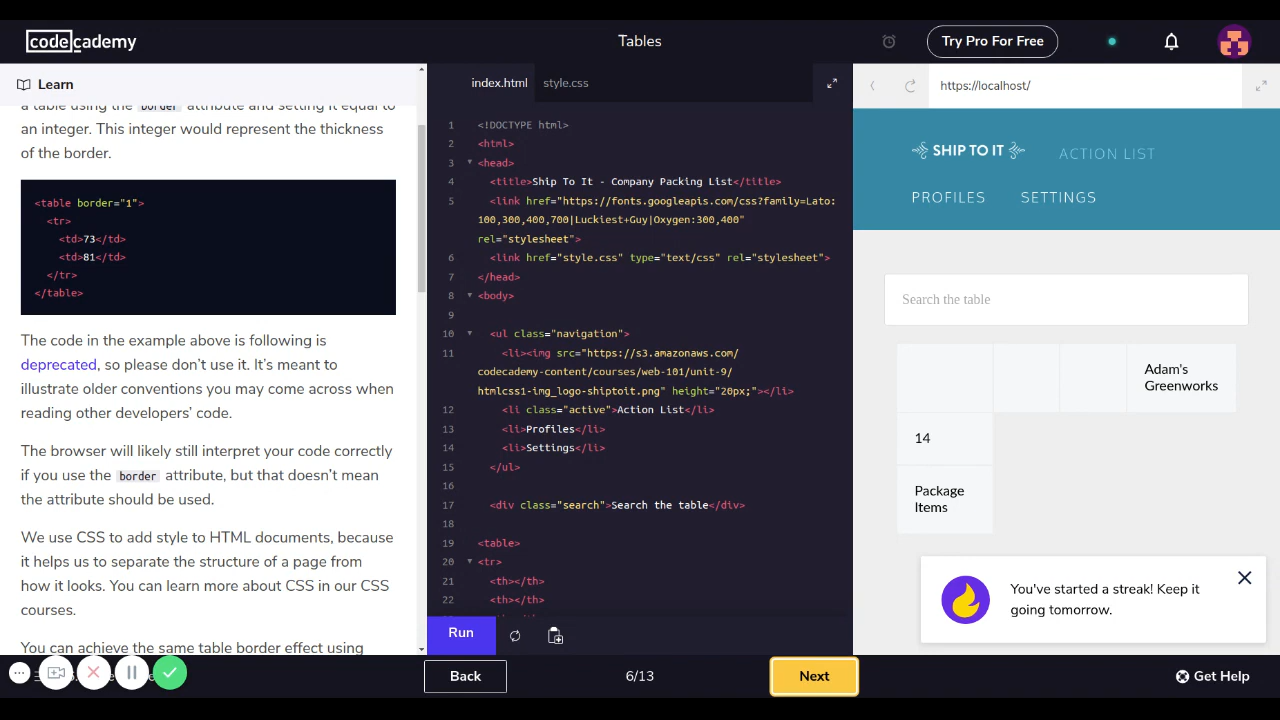 codecademy
Tables
Try Pro For Free
Learn
a table using the border attribute and setting it equal to
an integer. This integer would represent the thickness
of the border.
<table border="1">
<tr>
<td>73</td>
<td>81</td>
</tr>
</table>
The code in the example above is following is
deprecated, so please don't use it. It's meant to
illustrate older conventions you may come across when
reading other developers' code.
The browser will likely still interpret your code correctly
if you use the border attribute, but that doesn't mean
the attribute should be used.
We use CSS to add style to HTML documents, because
it helps us to separate the structure of a page from
how it looks. You can learn more about CSS in our CSS
courses.
You can achieve the same table border effect using
index.html
style.css
1 <!DOCTYPE html>
2 <html>
3 <head>
4 <title>Ship To It - Company Packing List</title>
5 <link href="https://fonts.googleapis.com/css?family=Lato:
100,300,400,700|Luckiest+Guy|Oxygen:300,400"
rel="stylesheet">
6 <link href="style.css" type="text/css" rel="stylesheet">
7 </head>
8 <body>
9
10 <ul class="navigation">
11 <li><img src="https://s3.amazonaws.com/
codecademy-content/courses/web-101/unit-9/
htmlcss1-img_logo-shiptoit.png" height="20px;"></li>
12 <li class="active">Action List</li>
13 <li>Profiles</li>
14 <li>Settings</li>
15 </ul>
16
17 <div class="search">Search the table</div>
18
19 <table>
20 <tr>
21 <th></th>
22 <th></th>
Run
https://localhost/
SHIP TO IT
ACTION LIST
PROFILES
SETTINGS
Search the table
Adam's
Greenworks
14
Package
Items
You've started a streak! Keep it
going tomorrow.
Back
6/13
Next
Get Help